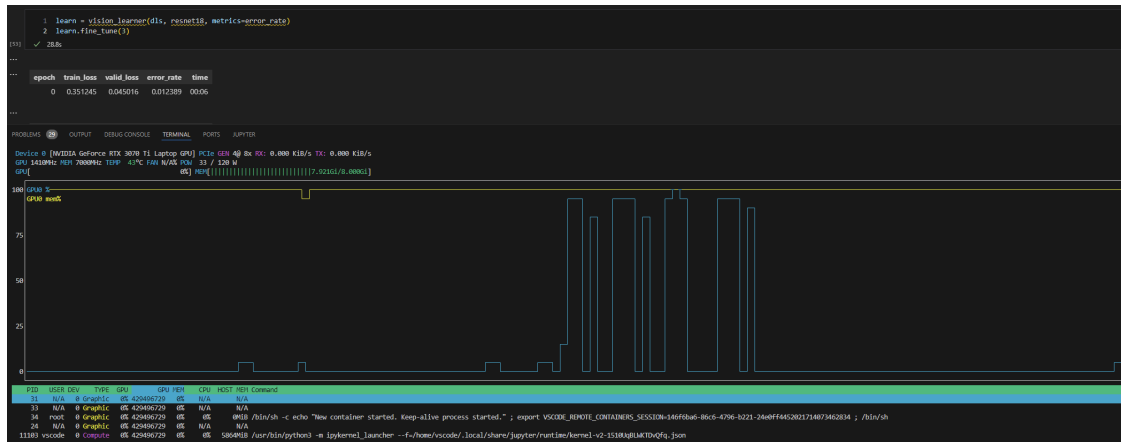 1 learn = vision_learner(dls, resnet18, metrics=error_rate)
2 learn.fine_tune(3)
✓ 28.8s
...
...
epoch train_loss valid_loss error_rate time
0 0.351245 0.045016 0.012389 00:06
...
PROBLEMS 29 OUTPUT DEBUG CONSOLE TERMINAL PORTS JUPYTER
Device 0 [NVIDIA GeForce RTX 3070 Ti Laptop GPU] PCIe GEN 4@ 8x RX: 0.000 KiB/s TX: 0.000 KiB/s
GPU 1410MHz MEM 7000MHz TEMP 43°C FAN N/A% POW 33 / 120 W
GPU[ 0%] MEM[||||||||||||||||||||||||||7.921Gi/8.000Gi]
100 GPU0 %
GPU0 mem%
75
50
25
0
PID USER DEV TYPE GPU GPU MEM CPU HOST MEM Command
31 N/A 0 Graphic 0% 429496729 0% N/A N/A
33 N/A 0 Graphic 0% 429496729 0% N/A N/A
34 root 0 Graphic 0% 429496729 0% 0% 0MiB /bin/sh -c echo "New container started. Keep-alive process started." ; export VSCODE_REMOTE_CONTAINERS_SESSION=146f6ba6-86c6-4796-b221-24e0ff4452021714073462834 ; /bin/sh
24 N/A 0 Graphic 0% 429496729 0% N/A N/A
11103 vscode 0 Compute 0% 429496729 0% 0% 5864MiB /usr/bin/python3 -m ipykernel_launcher --f=/home/vscode/.local/share/jupyter/runtime/kernel-v2-1510UqBLWKTDvQfq.json